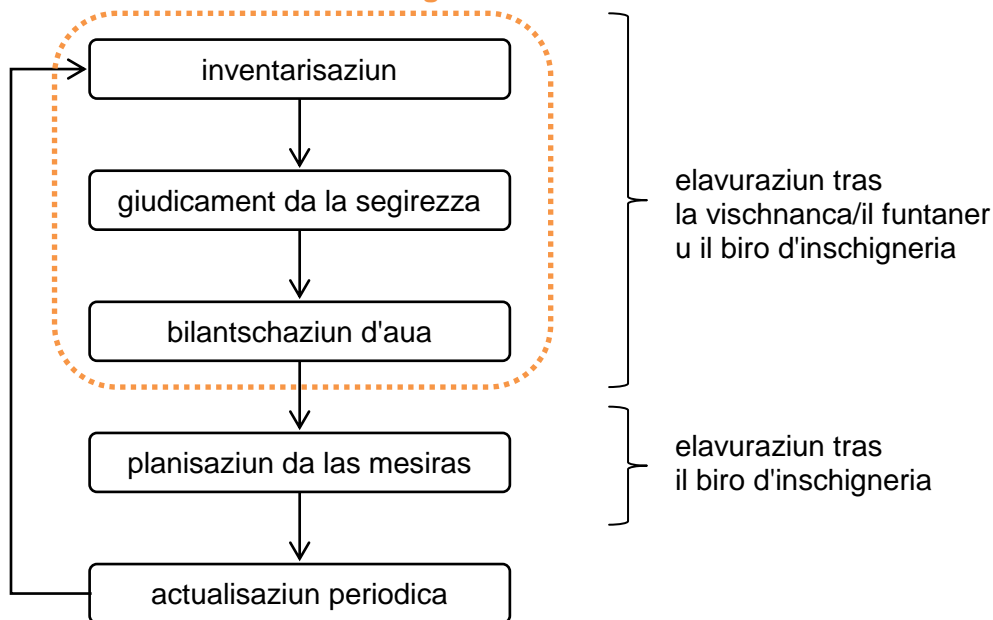 inventarisaziun
giudicament da la segirezza
bilantschaziun d'aua
elavuraziun tras
la vischnanca/il funtaner
u il biro d'inschigneria
planisaziun da las mesiras
elavuraziun tras
il biro d'inschigneria
actualisaziun periodica